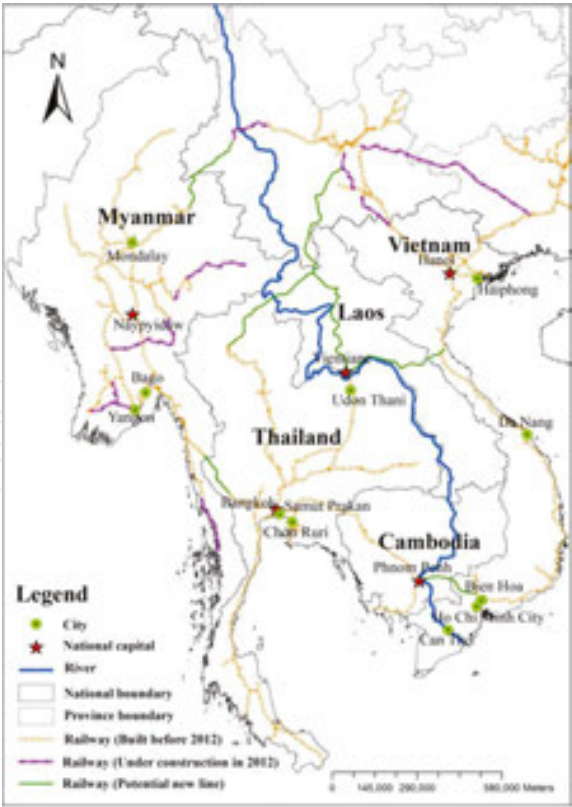 N
Myanmar
Mondalay
Vietnam
Hanoi
Haiphong
Naypyidaw
Laos
Vientiane
Bago
Udon Thani
Yangon
Da Nang
Thailand
Bangkok
Samut Prakan
Chon Ruri
Cambodia
Phnom Penh
Bien Hoa
Ho Chi Minh City
Can Tho
Legend
City
National capital
River
National boundary
Province boundary
Railway (Built before 2012)
Railway (Under construction in 2012)
Railway (Potential new line)
0 145,000 290,000 580,000 Meters